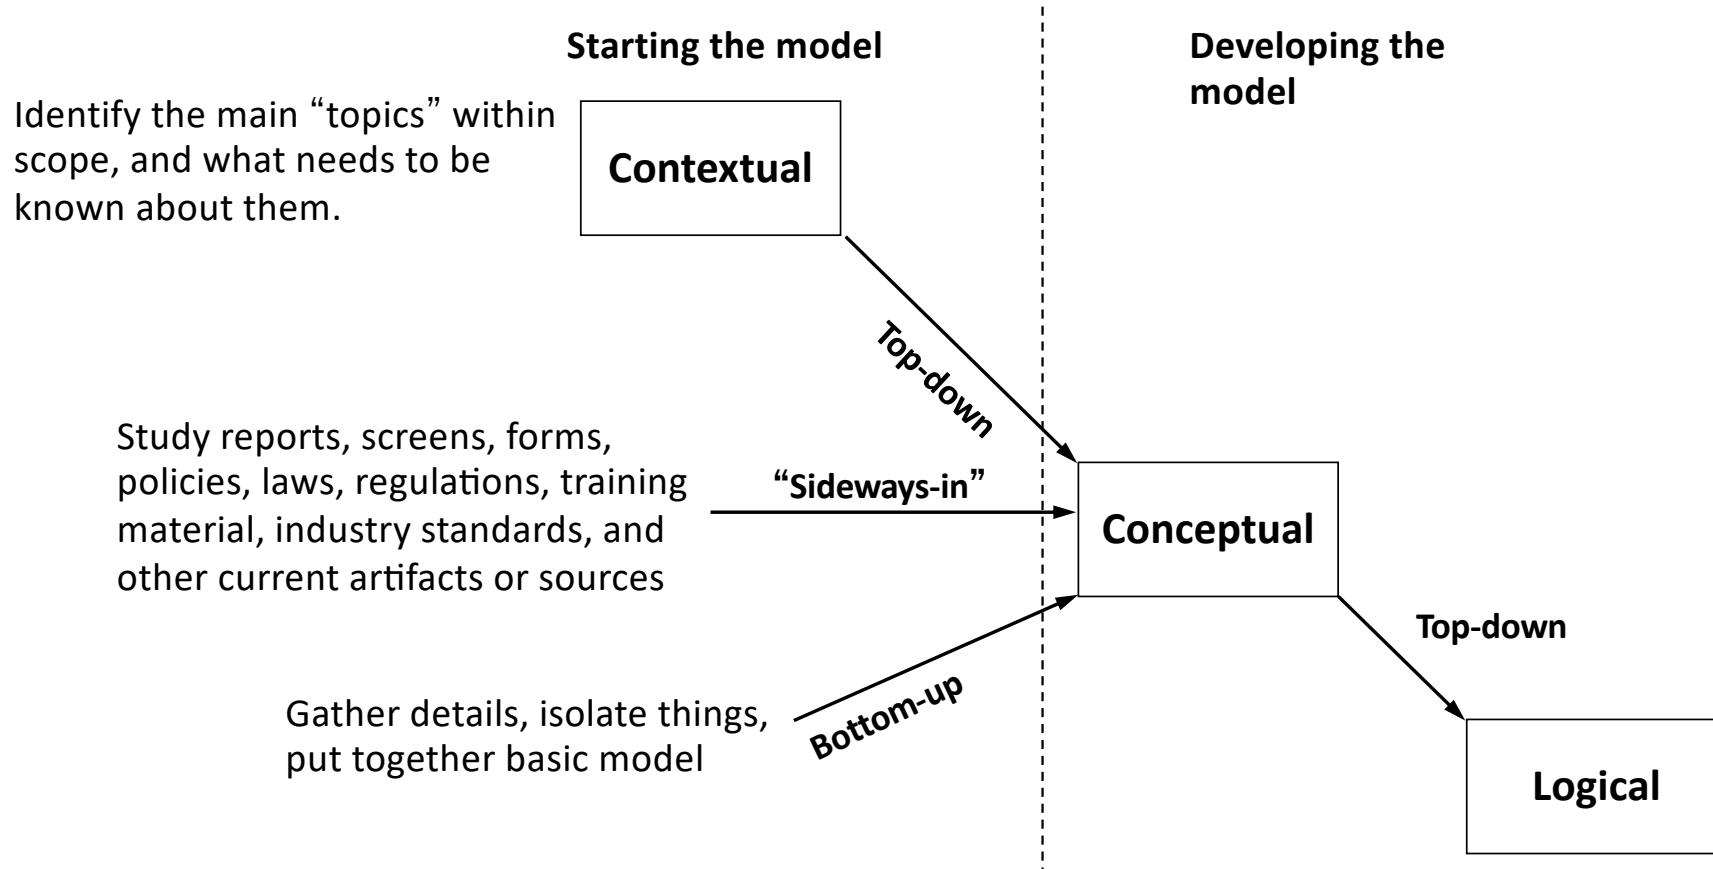 Starting the model
Developing the
model
Identify the main “topics” within
scope, and what needs to be
known about them.
Contextual
Top-down
Study reports, screens, forms,
policies, laws, regulations, training
material, industry standards, and
other current artifacts or sources
“Sideways-in”
Conceptual
Top-down
Gather details, isolate things,
put together basic model
Bottom-up
Logical